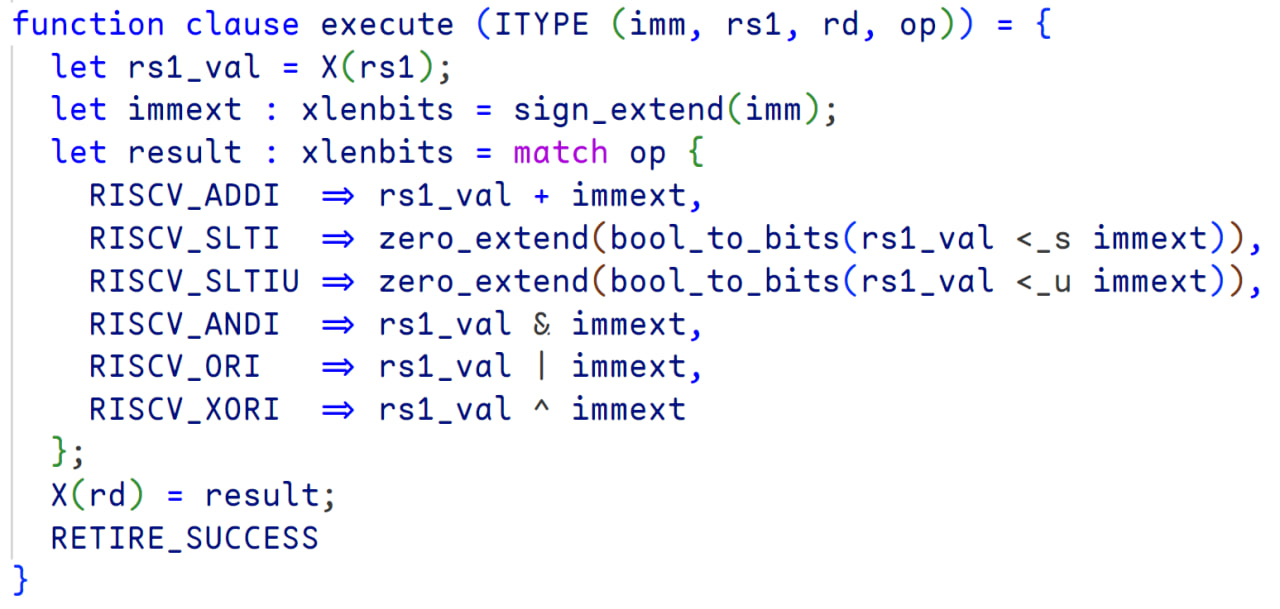 function clause execute (ITYPE (imm, rs1, rd, op)) = {
  let rs1_val = X(rs1);
  let immext : xlenbits = sign_extend(imm);
  let result : xlenbits = match op {
    RISCV_ADDI  => rs1_val + immext,
    RISCV_SLTI  => zero_extend(bool_to_bits(rs1_val <_s immext)),
    RISCV_SLTIU => zero_extend(bool_to_bits(rs1_val <_u immext)),
    RISCV_ANDI  => rs1_val & immext,
    RISCV_ORI   => rs1_val | immext,
    RISCV_XORI  => rs1_val ^ immext
  };
  X(rd) = result;
  RETIRE_SUCCESS
}